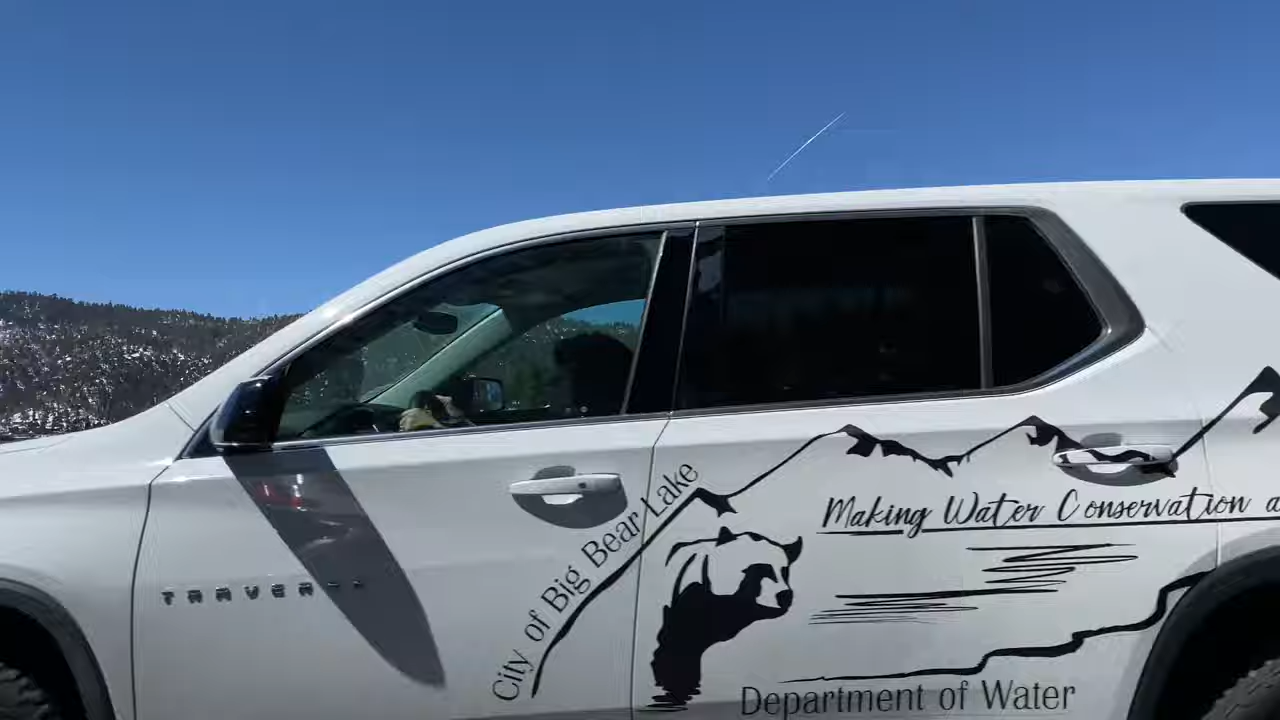 TRAVERSE
City of Big Bear Lake
Making Water Conservation a
Department of Water